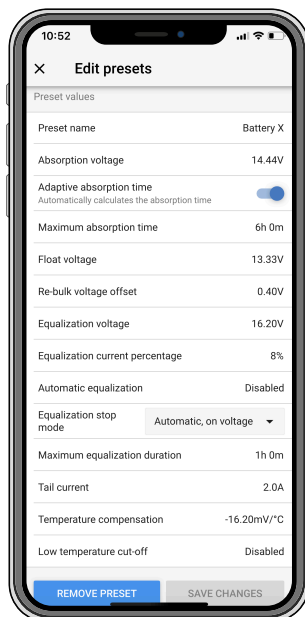 10:52
Edit presets
Preset values
Preset name Battery X
Absorption voltage 14.44V
Adaptive absorption time
Automatically calculates the absorption time
Maximum absorption time 6h 0m
Float voltage 13.33V
Re-bulk voltage offset 0.40V
Equalization voltage 16.20V
Equalization current percentage 8%
Automatic equalization Disabled
Equalization stop
mode Automatic, on voltage
Maximum equalization duration 1h 0m
Tail current 2.0A
Temperature compensation -16.20mV/°C
Low temperature cut-off Disabled
REMOVE PRESET SAVE CHANGES